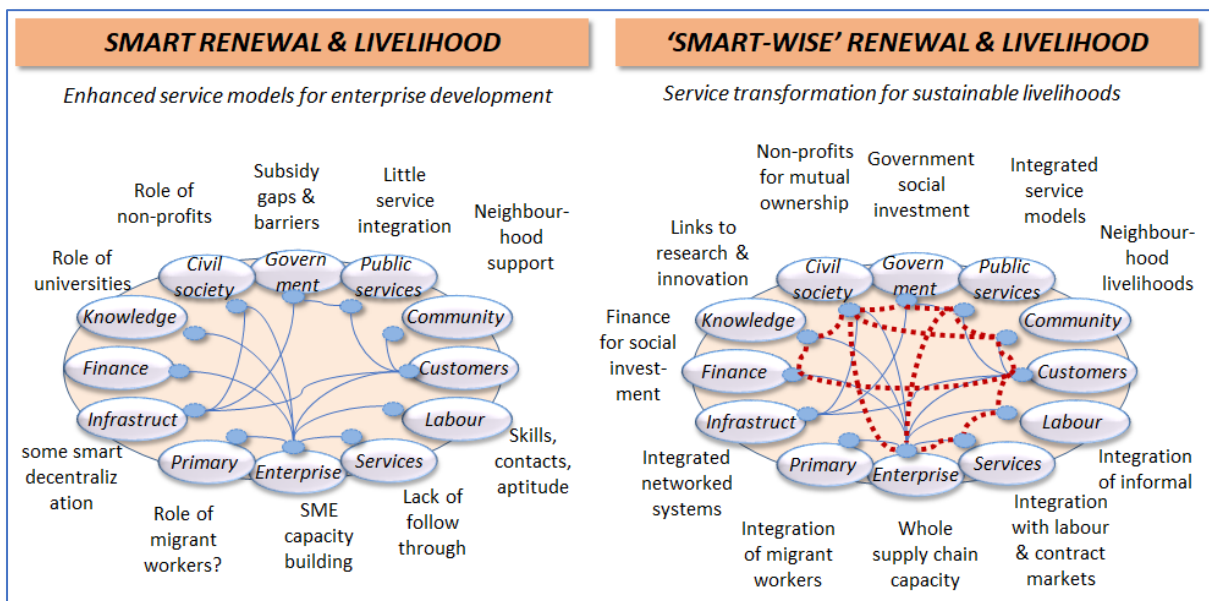 SMART RENEWAL & LIVELIHOOD
Enhanced service models for enterprise development
Role of
non-profits
Subsidy
gaps &
barriers
Little
service
integration
Neighbour-
hood
support
Role of
universities
Civil
society
Govern
ment
Public
services
Knowledge
Community
Finance
Customers
Infrastruct
Labour
Primary
Enterprise
Services
some smart
decentraliz
ation
Skills,
contacts,
aptitude
Role of
migrant
workers?
SME
capacity
building
Lack of
follow
through
‘SMART-WISE’ RENEWAL & LIVELIHOOD
Service transformation for sustainable livelihoods
Non-profits
for mutual
ownership
Government
social
investment
Integrated
service
models
Links to
research &
innovation
Neighbour-
hood
livelihoods
Civil
society
Govern
ment
Public
services
Knowledge
Community
Finance
for social
invest-
ment
Finance
Customers
Infrastruct
Labour
Primary
Enterprise
Services
Integrated
networked
systems
Integration
of informal
Integration
of migrant
workers
Whole
supply chain
capacity
Integration
with labour
& contract
markets